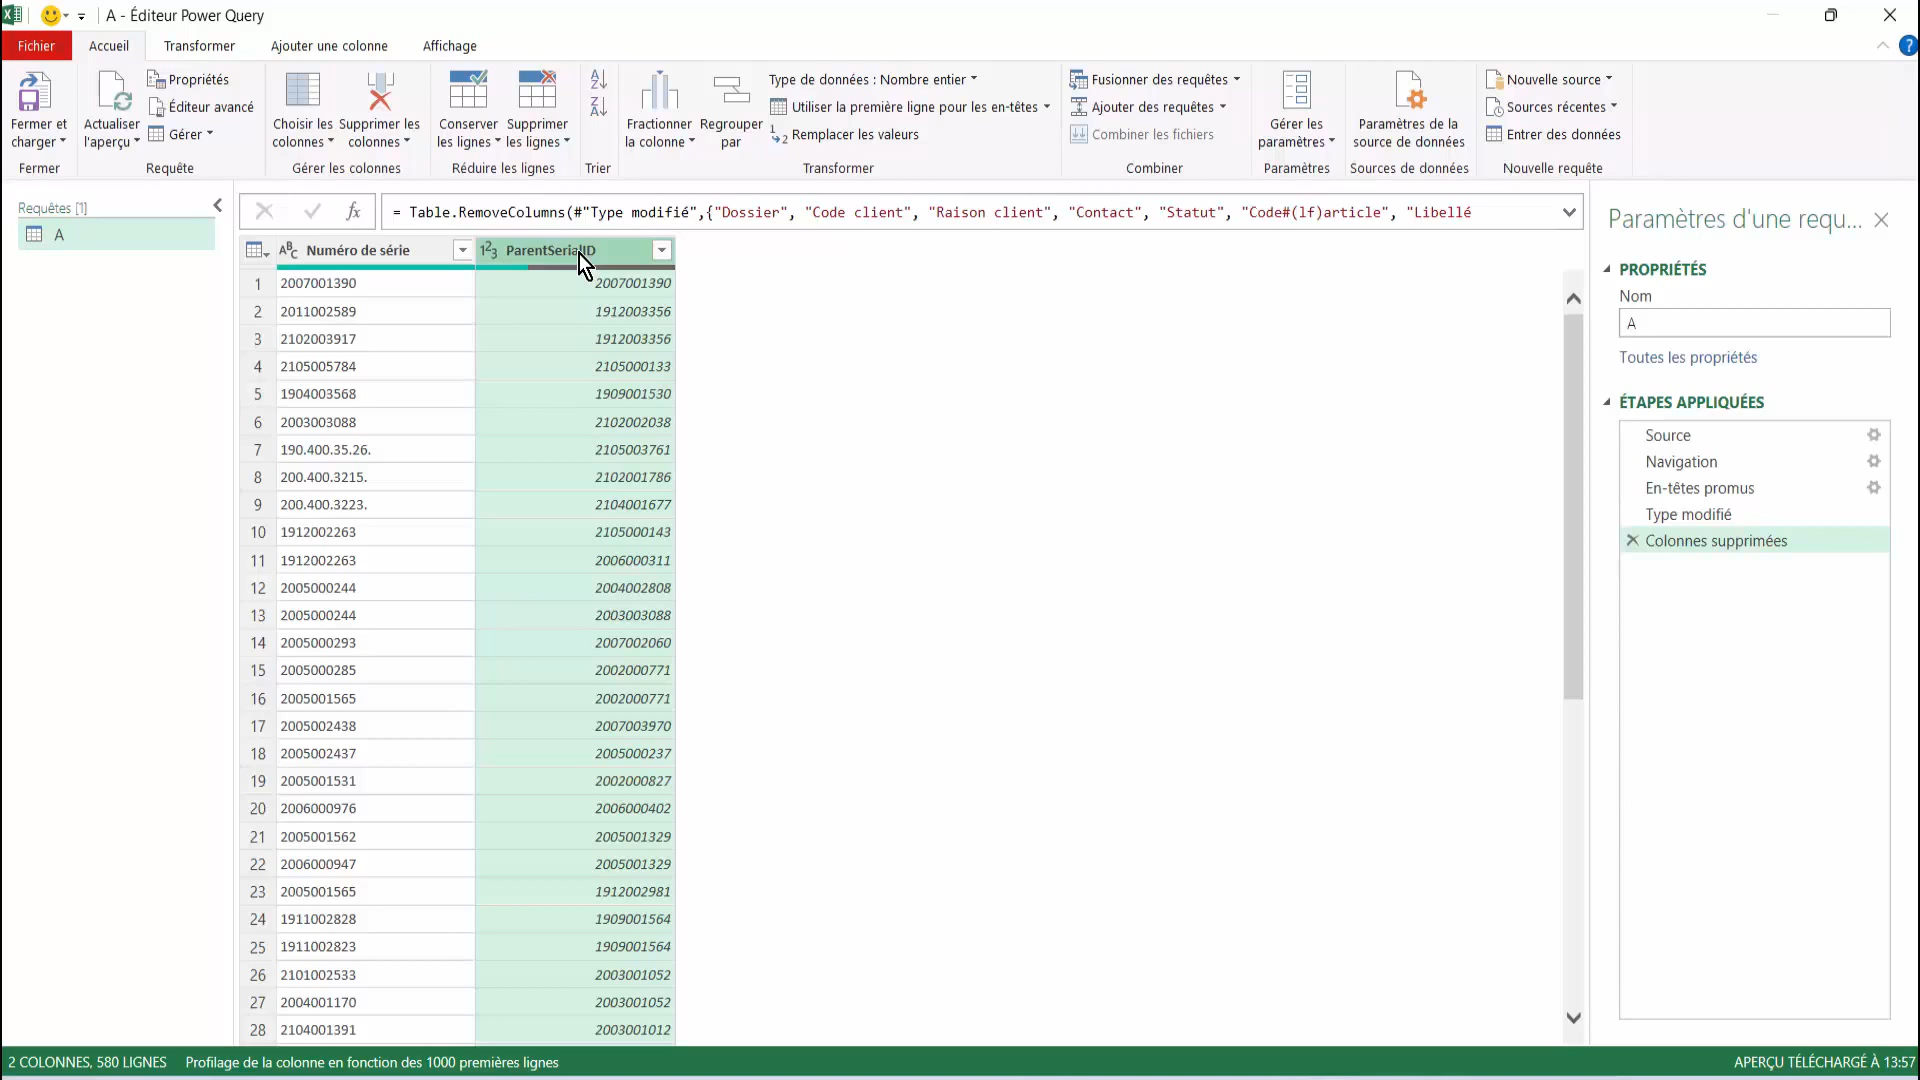 A - Éditeur Power Query
Fichier Accueil Transformer Ajouter une colonne Affichage
Fermer et charger
Fermer
Actualiser l'aperçu
Propriétés
Éditeur avancé
Gérer
Requête
Choisir les colonnes
Supprimer les colonnes
Gérer les colonnes
Conserver les lignes
Supprimer les lignes
Réduire les lignes
Trier
Fractionner la colonne
Regrouper par
Type de données : Nombre entier
Utiliser la première ligne pour les en-têtes
Remplacer les valeurs
Transformer
Fusionner des requêtes
Ajouter des requêtes
Combiner les fichiers
Combiner
Gérer les paramètres
Paramètres
Paramètres de la source de données
Sources de données
Nouvelle source
Sources récentes
Entrer des données
Nouvelle requête
Requêtes [1]
A
= Table.RemoveColumns(#"Type modifié",{"Dossier", "Code client", "Raison client", "Contact", "Statut", "Code#(lf)article", "Libellé
Numéro de série ParentSerialID
1 2007001390 2007001390
2 2011002589 1912003356
3 2102003917 1912003356
4 2105005784 2105000133
5 1904003568 1909001530
6 2003003088 2102002038
7 190.400.35.26. 2105003761
8 200.400.3215. 2102001786
9 200.400.3223. 2104001677
10 1912002263 2105000143
11 1912002263 2006000311
12 2005000244 2004002808
13 2005000244 2003003088
14 2005000293 2007002060
15 2005000285 2002000771
16 2005001565 2002000771
17 2005002438 2007003970
18 2005002437 2005000237
19 2005001531 2002000827
20 2006000976 2006000402
21 2005001562 2005001329
22 2006000947 2005001329
23 2005001565 1912002981
24 1911002828 1909001564
25 1911002823 1909001564
26 2101002533 2003001052
27 2004001170 2003001052
28 2104001391 2003001012
Paramètres d'une requ...
PROPRIÉTÉS
Nom
A
Toutes les propriétés
ÉTAPES APPLIQUÉES
Source
Navigation
En-têtes promus
Type modifié
Colonnes supprimées
2 COLONNES, 580 LIGNES Profilage de la colonne en fonction des 1000 premières lignes
APERÇU TÉLÉCHARGÉ À 13:57